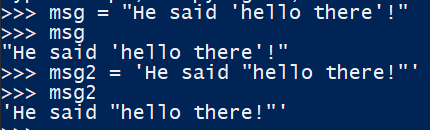 >>> msg = "He said 'hello there'!"
>>> msg
"He said 'hello there'!"
>>> msg2 = 'He said "hello there!"'
>>> msg2
'He said "hello there!"'
>>>